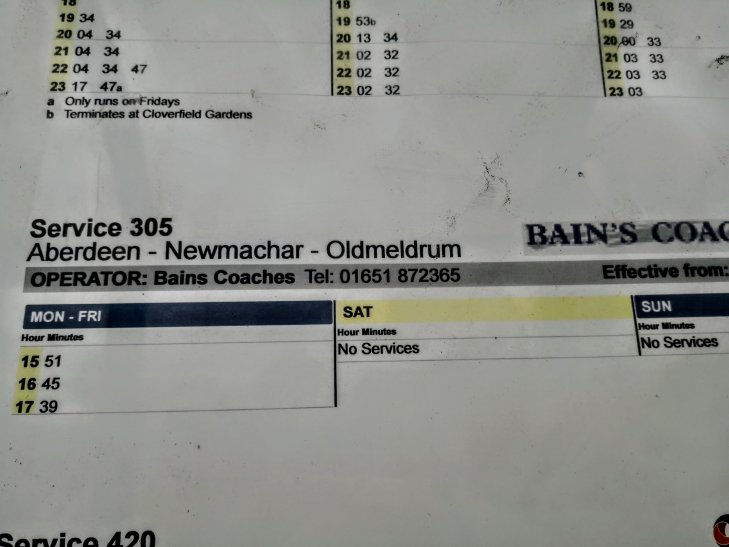 18
19 34
20 04 34
21 04 34
22 04 34 47
23 17 47a
a Only runs on Fridays
b Terminates at Cloverfield Gardens
18
19 53b
20 13 34
21 02 32
22 02 32
23 02 32
18 59
19 29
20 00 33
21 03 33
22 03 33
23 03
Service 305
Aberdeen - Newmachar - Oldmeldrum
BAIN'S COAC
OPERATOR: Bains Coaches Tel: 01651 872365
Effective from:
MON - FRI
Hour Minutes
15 51
16 45
17 39
SAT
Hour Minutes
No Services
SUN
Hour Minutes
No Services
Service 420